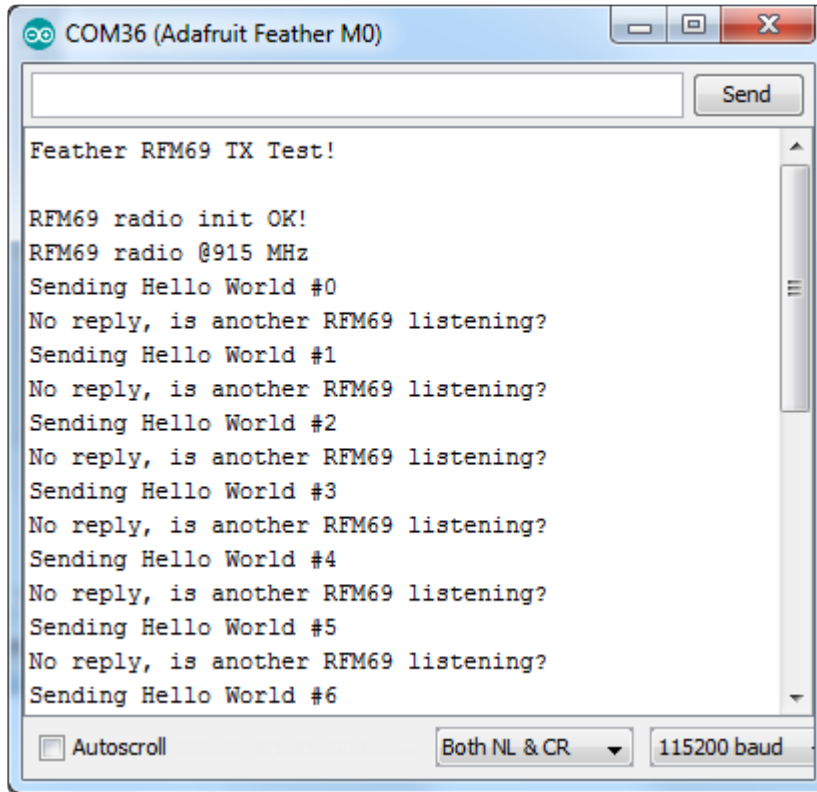 COM36 (Adafruit Feather M0)
Send
Feather RFM69 TX Test!
RFM69 radio init OK!
RFM69 radio @915 MHz
Sending Hello World #0
No reply, is another RFM69 listening?
Sending Hello World #1
No reply, is another RFM69 listening?
Sending Hello World #2
No reply, is another RFM69 listening?
Sending Hello World #3
No reply, is another RFM69 listening?
Sending Hello World #4
No reply, is another RFM69 listening?
Sending Hello World #5
No reply, is another RFM69 listening?
Sending Hello World #6
Autoscroll Both NL & CR 115200 baud